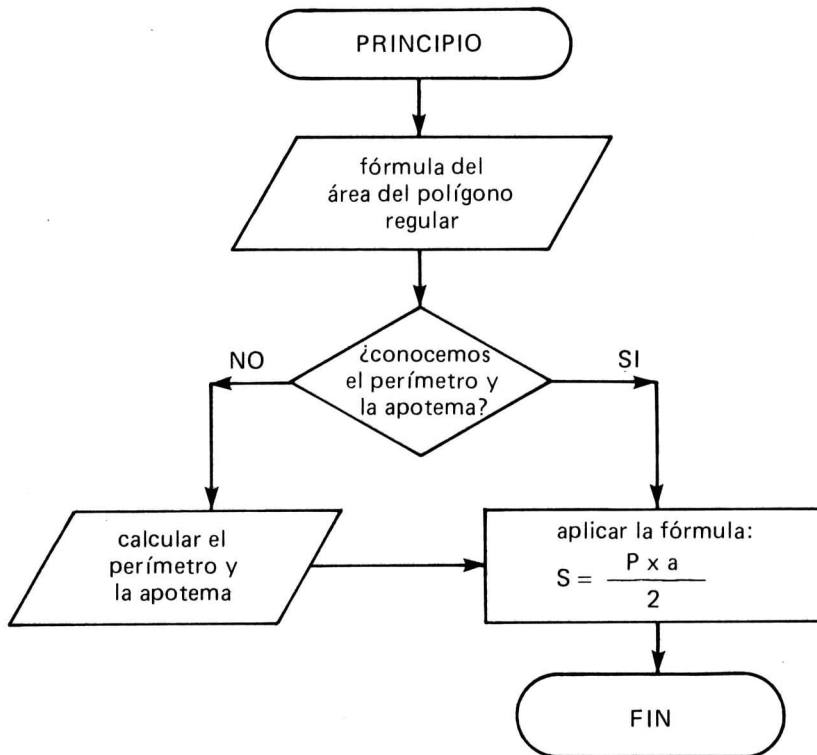 PRINCIPIO
fórmula del
área del polígono
regular
¿conocemos
el perímetro y
la apotema?
NO
SI
calcular el
perímetro y
la apotema
aplicar la fórmula:
S = P x a
2
FIN